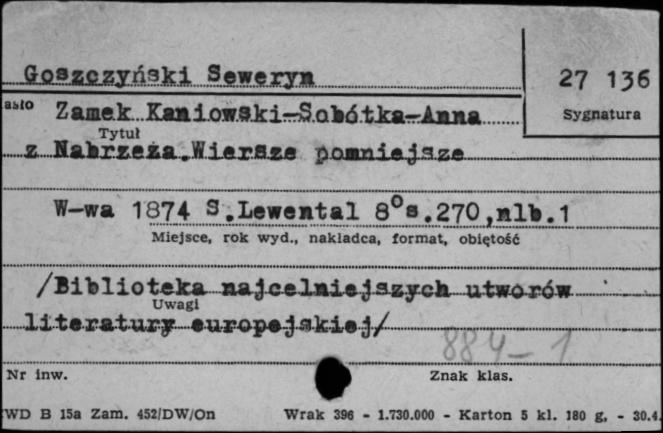 Goszczyński Seweryn
27 136
asło Zamek Kaniowski-Sobótka-Anna
Sygnatura
Tytuł
z Nabrzeża.Wiersze pomniejsze
W-wa 1874 S.Lewental 8°s.270,nlb.1
Miejsce, rok wyd., nakładca, format, objętość
/Biblioteka najcelniejszych utworów
Uwagi
literatury europejskiej/
884-1
Nr inw.
Znak klas.
WD B 15a Zam. 452/DW/On Wrak 396 - 1.730.000 - Karton 5 kl. 180 g, - 30.4.